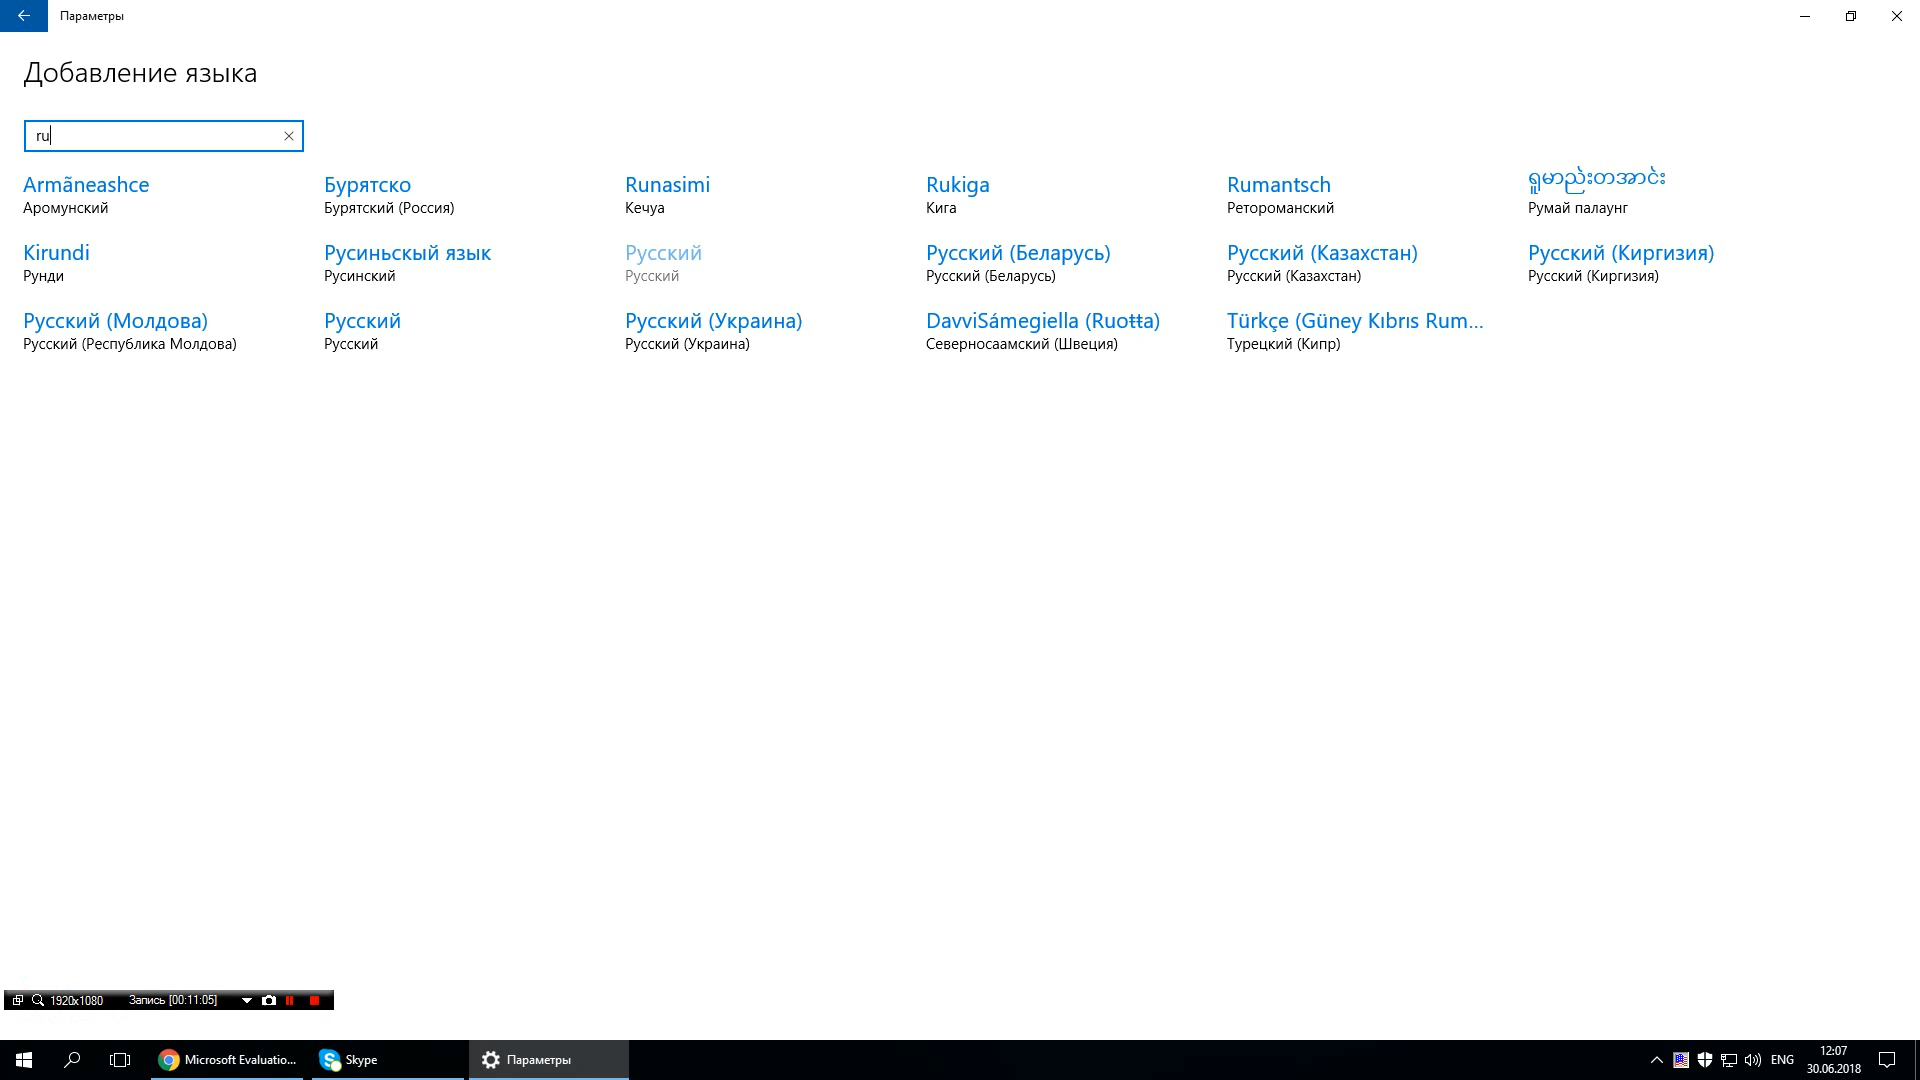 Параметры
Добавление языка
ru
Armãneashce
Аромунский
Бурятско
Бурятский (Россия)
Runasimi
Кечуа
Rukiga
Кига
Rumantsch
Ретороманский
ရူမာည်းတအာင်း
Румай палаунг
Kirundi
Рунди
Русиньскый язык
Русинский
Русский
Русский
Русский (Беларусь)
Русский (Беларусь)
Русский (Казахстан)
Русский (Казахстан)
Русский (Киргизия)
Русский (Киргизия)
Русский (Молдова)
Русский (Республика Молдова)
Русский
Русский
Русский (Украина)
Русский (Украина)
DavviSámegiella (Ruoŧŧa)
Северносаамский (Швеция)
Türkçe (Güney Kıbrıs Rum...
Турецкий (Кипр)
1920x1080 Запись [00:11:05]
Microsoft Evaluatio... Skype Параметры ENG 12:07
30.06.2018